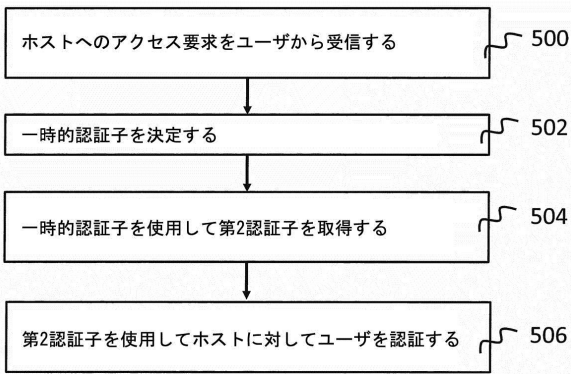 ホストへのアクセス要求をユーザから受信する
500
一時的認証子を決定する
502
一時的認証子を使用して第2認証子を取得する
504
第2認証子を使用してホストに対してユーザを認証する
506